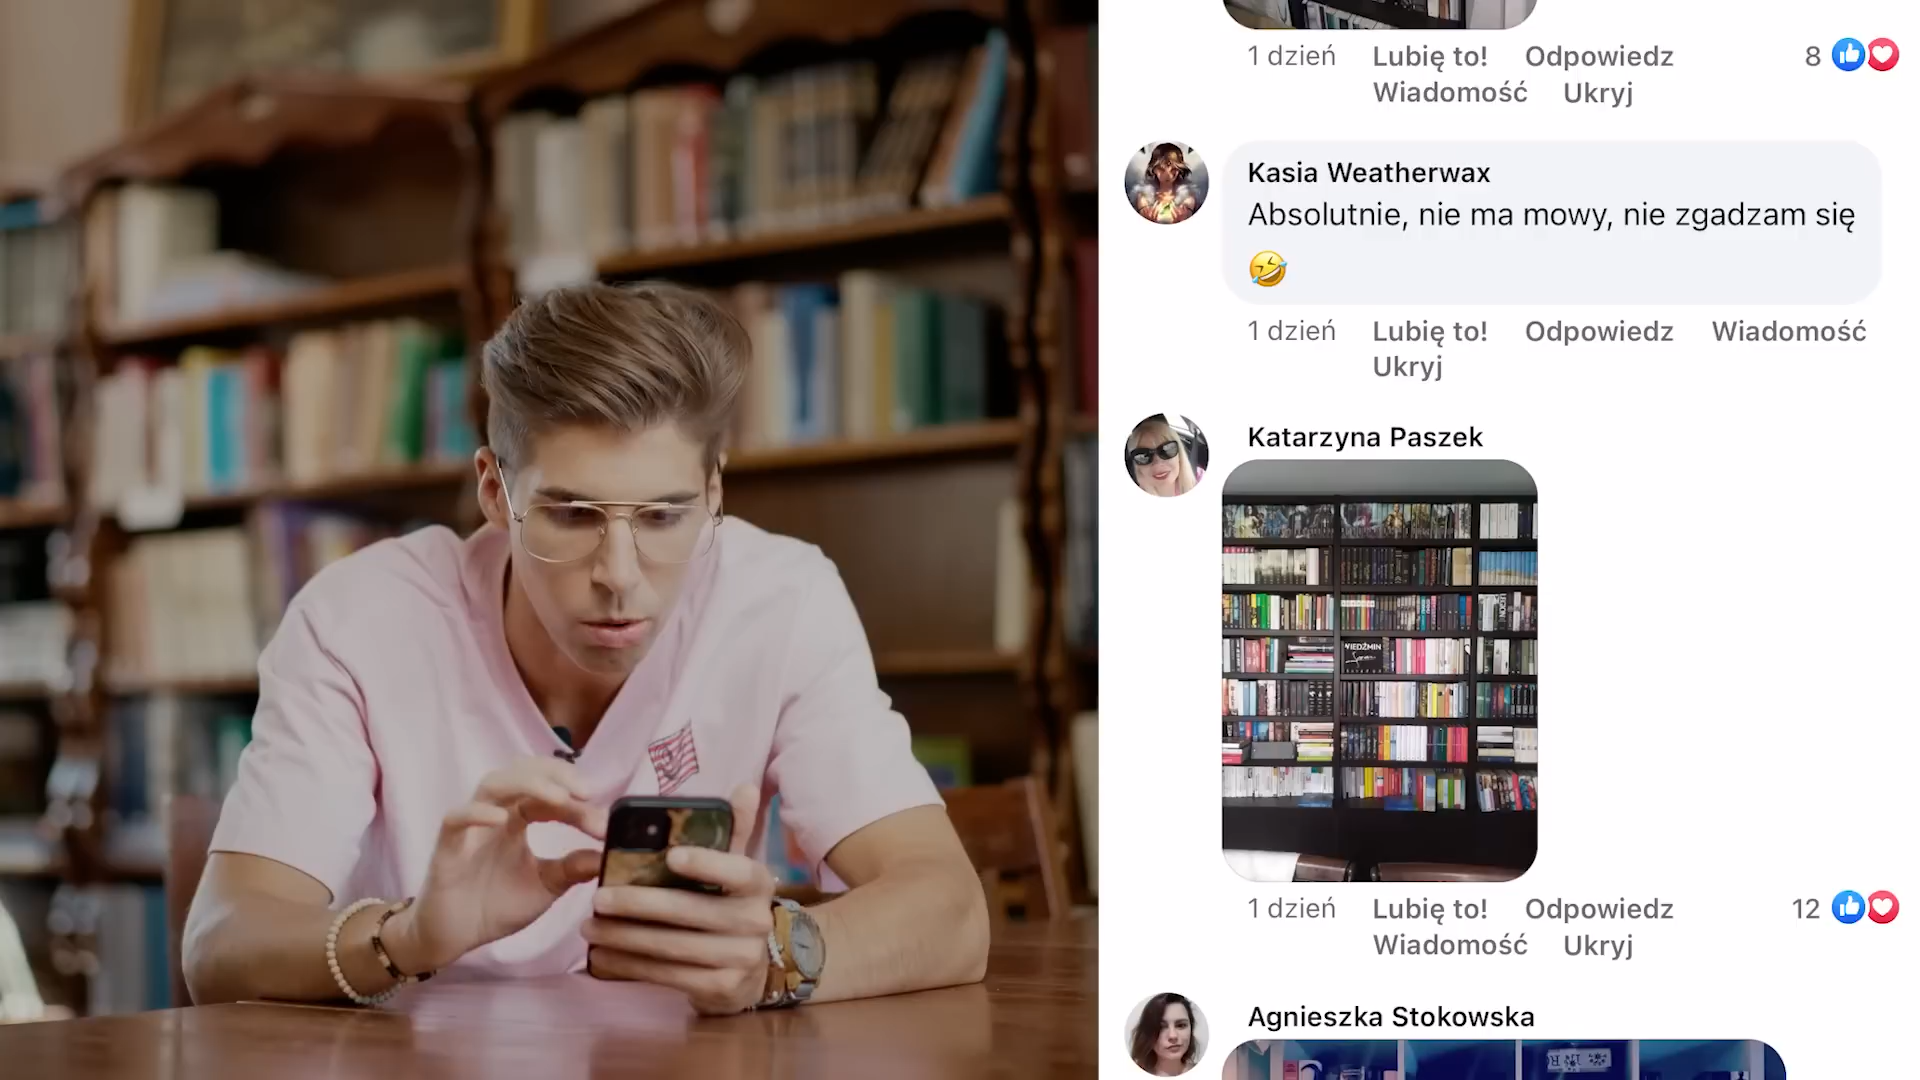 1 dzień Lubię to! Odpowiedz 8
Wiadomość Ukryj
Kasia Weatherwax
Absolutnie, nie ma mowy, nie zgadzam się
🤣
1 dzień Lubię to! Odpowiedz Wiadomość
Ukryj
Katarzyna Paszek
WIEDŹMIN
1 dzień Lubię to! Odpowiedz 12
Wiadomość Ukryj
Agnieszka Stokowska